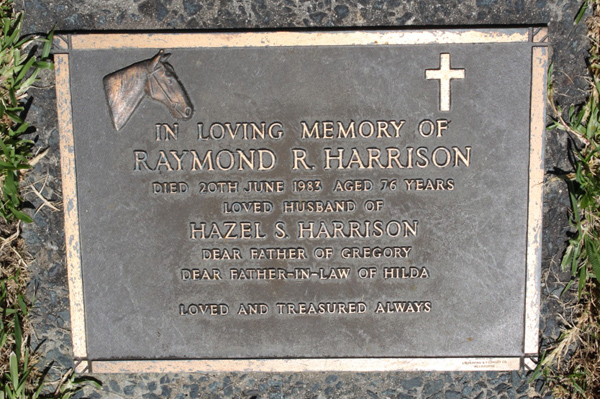 IN LOVING MEMORY OF
RAYMOND R. HARRISON
DIED 20TH JUNE 1983 AGED 76 YEARS
LOVED HUSBAND OF
HAZEL S. HARRISON
DEAR FATHER OF GREGORY
DEAR FATHER-IN-LAW OF HILDA
LOVED AND TREASURED ALWAYS